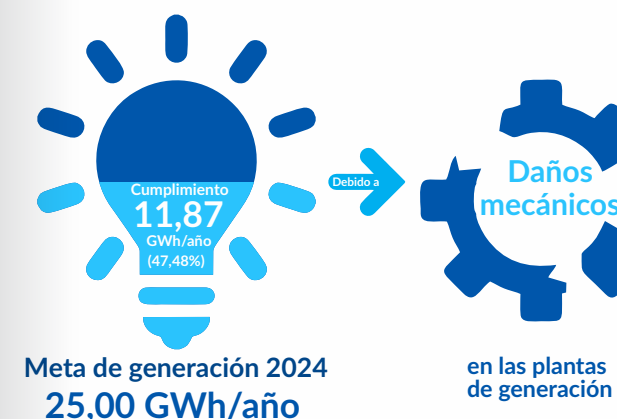 Cumplimiento
11,87
GWh/año
(47,48%)
Debido a
Daños
mecánicos
Meta de generación 2024
25,00 GWh/año
en las plantas
de generación